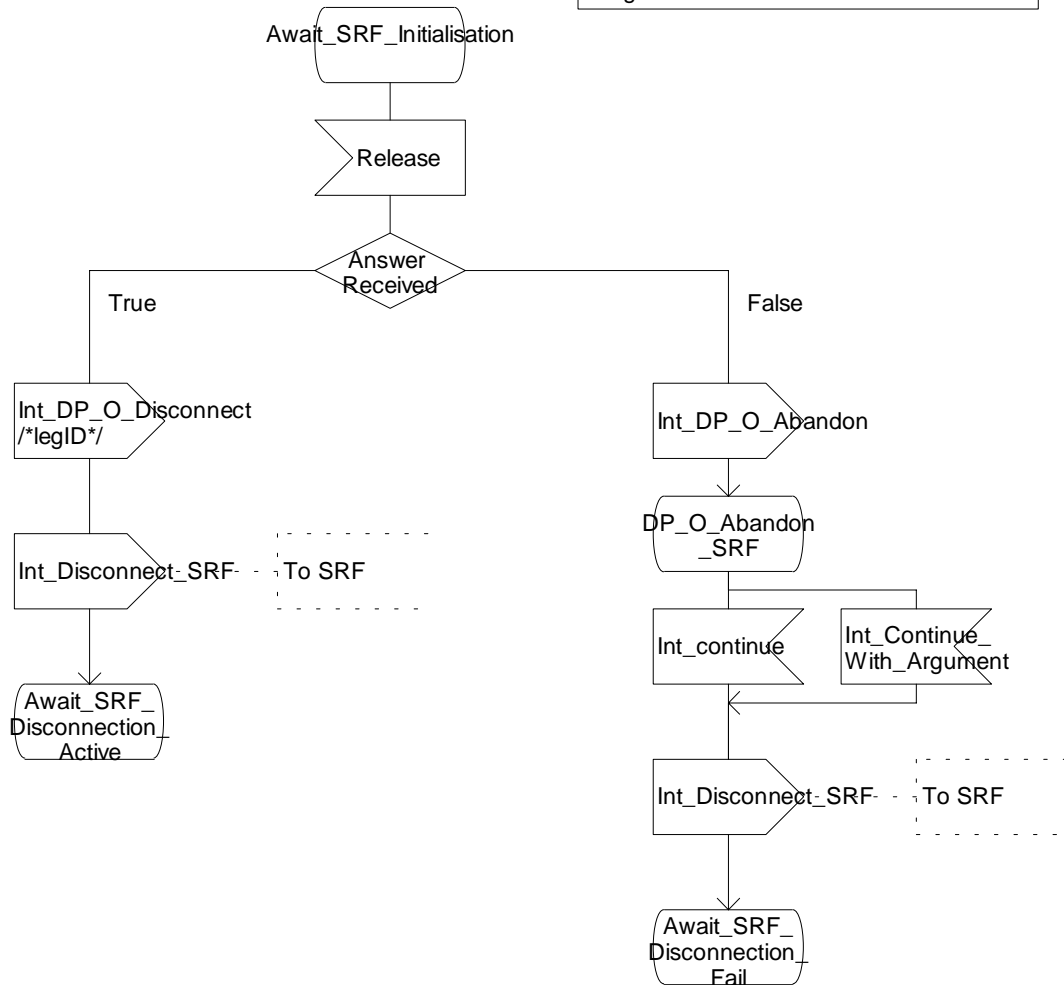 Await_SRF_Initialisation
Release
Answer
Received
True
False
Int_DP_O_Disconnect
/*legID*/
Int_DP_O_Abandon
DP_O_Abandon
_SRF
Int_Disconnect_SRF
To SRF
Int_continue
Int_Continue_
With_Argument
Await_SRF_
Disconnection_
Active
Int_Disconnect_SRF
To SRF
Await_SRF_
Disconnection_
Fail